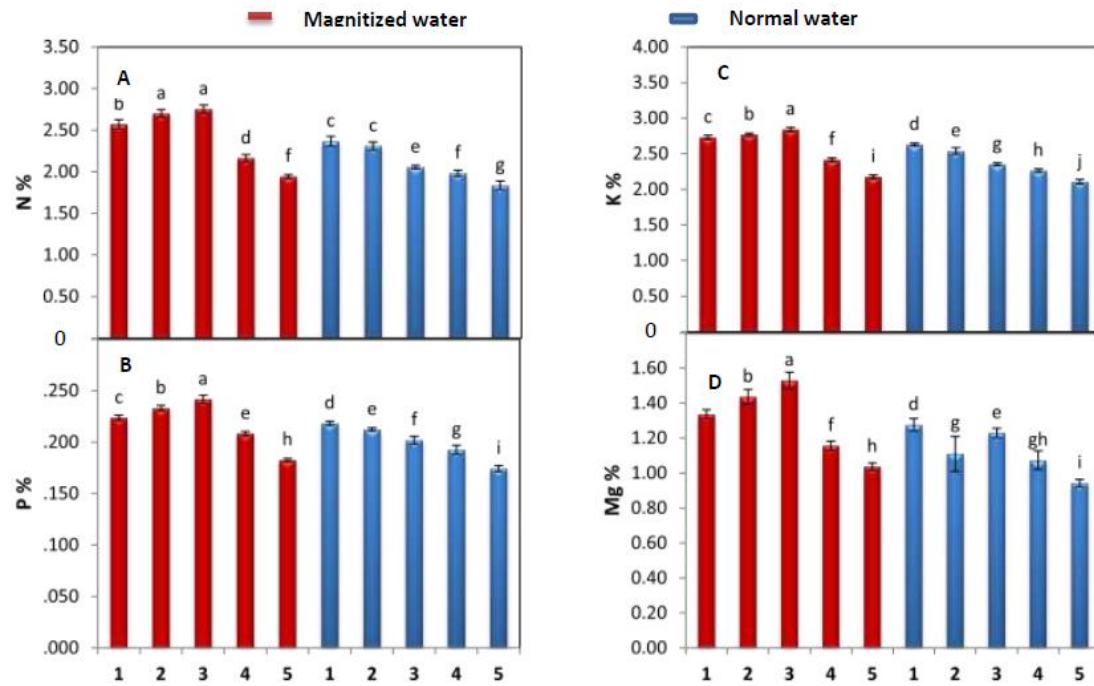 Magnitized water
Normal water
3.50
3.00
2.50
2.00
1.50
1.00
0.50
0
N %
A
b a a d f c c e f g
4.00
3.50
3.00
2.50
2.00
1.50
1.00
0.50
0
K %
C
c b a f i d e g h j
.250
.200
.150
.100
.050
.000
P %
B
c b a e h d e f g i
1 2 3 4 5 1 2 3 4 5
1.60
1.40
1.20
1.00
0.80
0.60
0.40
0.20
0.00
Mg %
D
b a f h d g e gh i
1 2 3 4 5 1 2 3 4 5